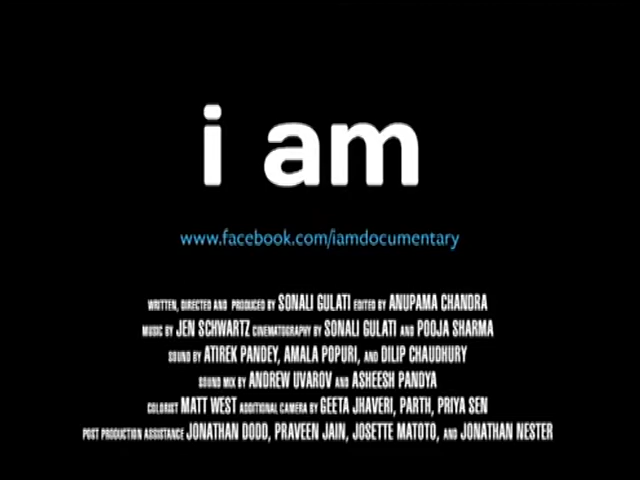 i am
www.facebook.com/iamdocumentary
WRITTEN, DIRECTED AND PRODUCED BY SONALI GULATI EDITED BY ANUPAMA CHANDRA
MUSIC BY JEN SCHWARTZ CINEMATOGRAPHY BY SONALI GULATI AND POOJA SHARMA
SOUND BY ATIREK PANDEY, AMALA POPURI, AND DILIP CHAUDHURY
SOUND MIX BY ANDREW UVAROV AND ASHEESH PANDYA
COLORIST MATT WEST ADDITIONAL CAMERA BY GEETA JHAVERI, PARTH, PRIYA SEN
POST PRODUCTION ASSISTANCE JONATHAN DODD, PRAVEEN JAIN, JOSETTE MATOTO, AND JONATHAN NESTER